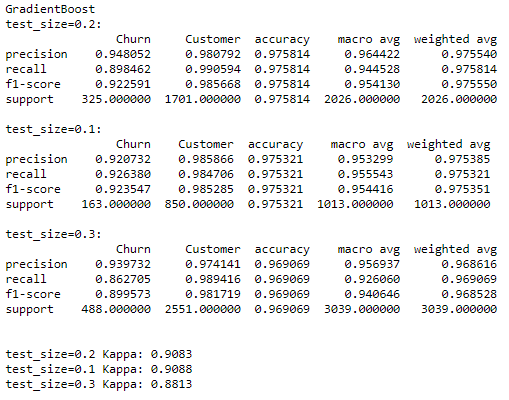 GradientBoost
test_size=0.2:
Churn Customer accuracy macro avg weighted avg
precision 0.948052 0.980792 0.975814 0.964422 0.975540
recall 0.898462 0.990594 0.975814 0.944528 0.975814
f1-score 0.922591 0.985668 0.975814 0.954130 0.975550
support 325.000000 1701.000000 0.975814 2026.000000 2026.000000
test_size=0.1:
Churn Customer accuracy macro avg weighted avg
precision 0.920732 0.985866 0.975321 0.953299 0.975385
recall 0.926380 0.984706 0.975321 0.955543 0.975321
f1-score 0.923547 0.985285 0.975321 0.954416 0.975351
support 163.000000 850.000000 0.975321 1013.000000 1013.000000
test_size=0.3:
Churn Customer accuracy macro avg weighted avg
precision 0.939732 0.974141 0.969069 0.956937 0.968616
recall 0.862705 0.989416 0.969069 0.926060 0.969069
f1-score 0.899573 0.981719 0.969069 0.940646 0.968528
support 488.000000 2551.000000 0.969069 3039.000000 3039.000000
test_size=0.2 Kappa: 0.9083
test_size=0.1 Kappa: 0.9088
test_size=0.3 Kappa: 0.8813